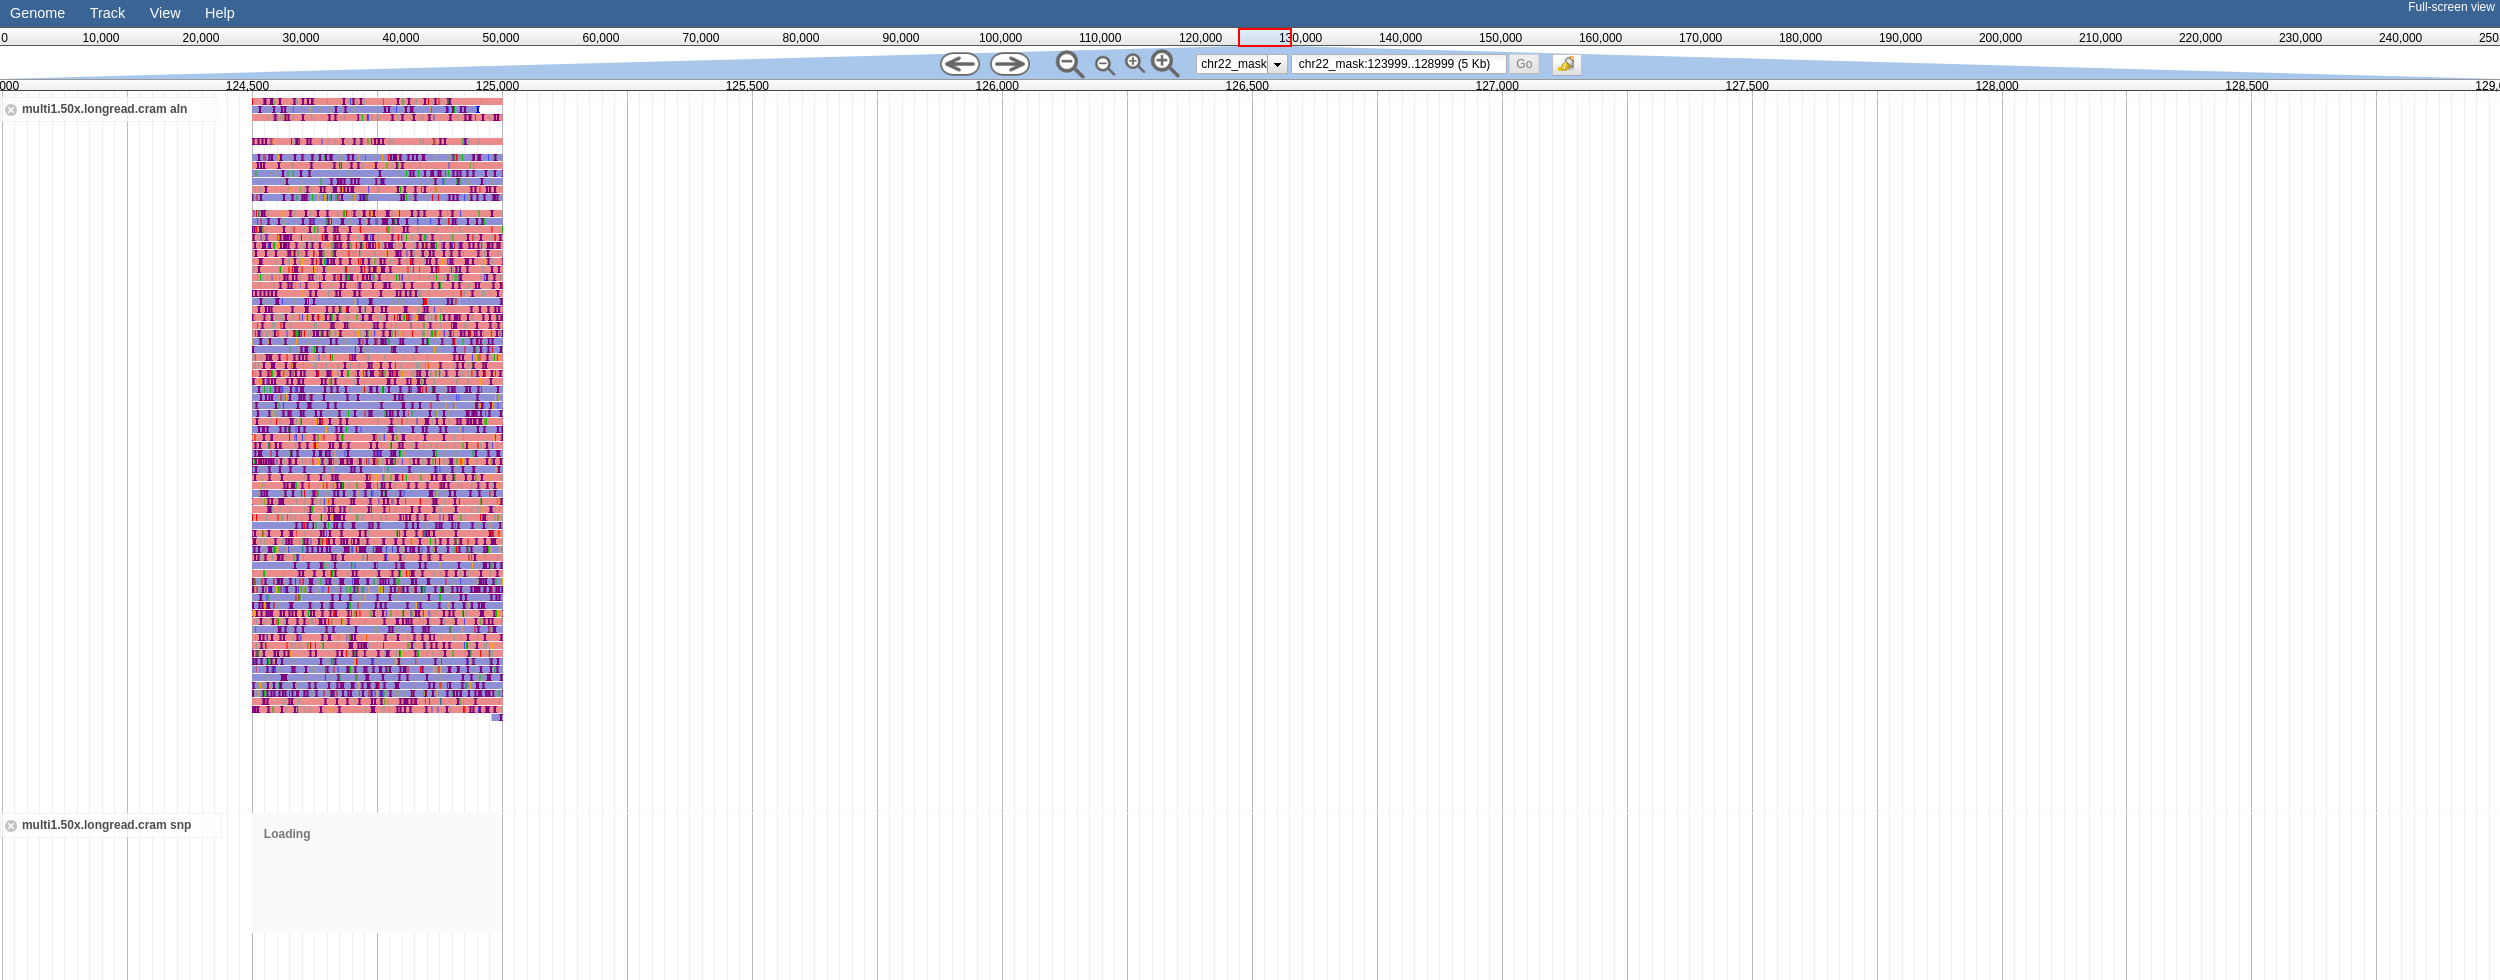 Genome Track View Help Full-screen view
0 10,000 20,000 30,000 40,000 50,000 60,000 70,000 80,000 90,000 100,000 110,000 120,000 130,000 140,000 150,000 160,000 170,000 180,000 190,000 200,000 210,000 220,000 230,000 240,000 250
chr22_mask chr22_mask:123999..128999 (5 Kb) Go
000 124,500 125,000 125,500 126,000 126,500 127,000 127,500 128,000 128,500 129,0
multi1.50x.longread.cram aln
multi1.50x.longread.cram snp
Loading